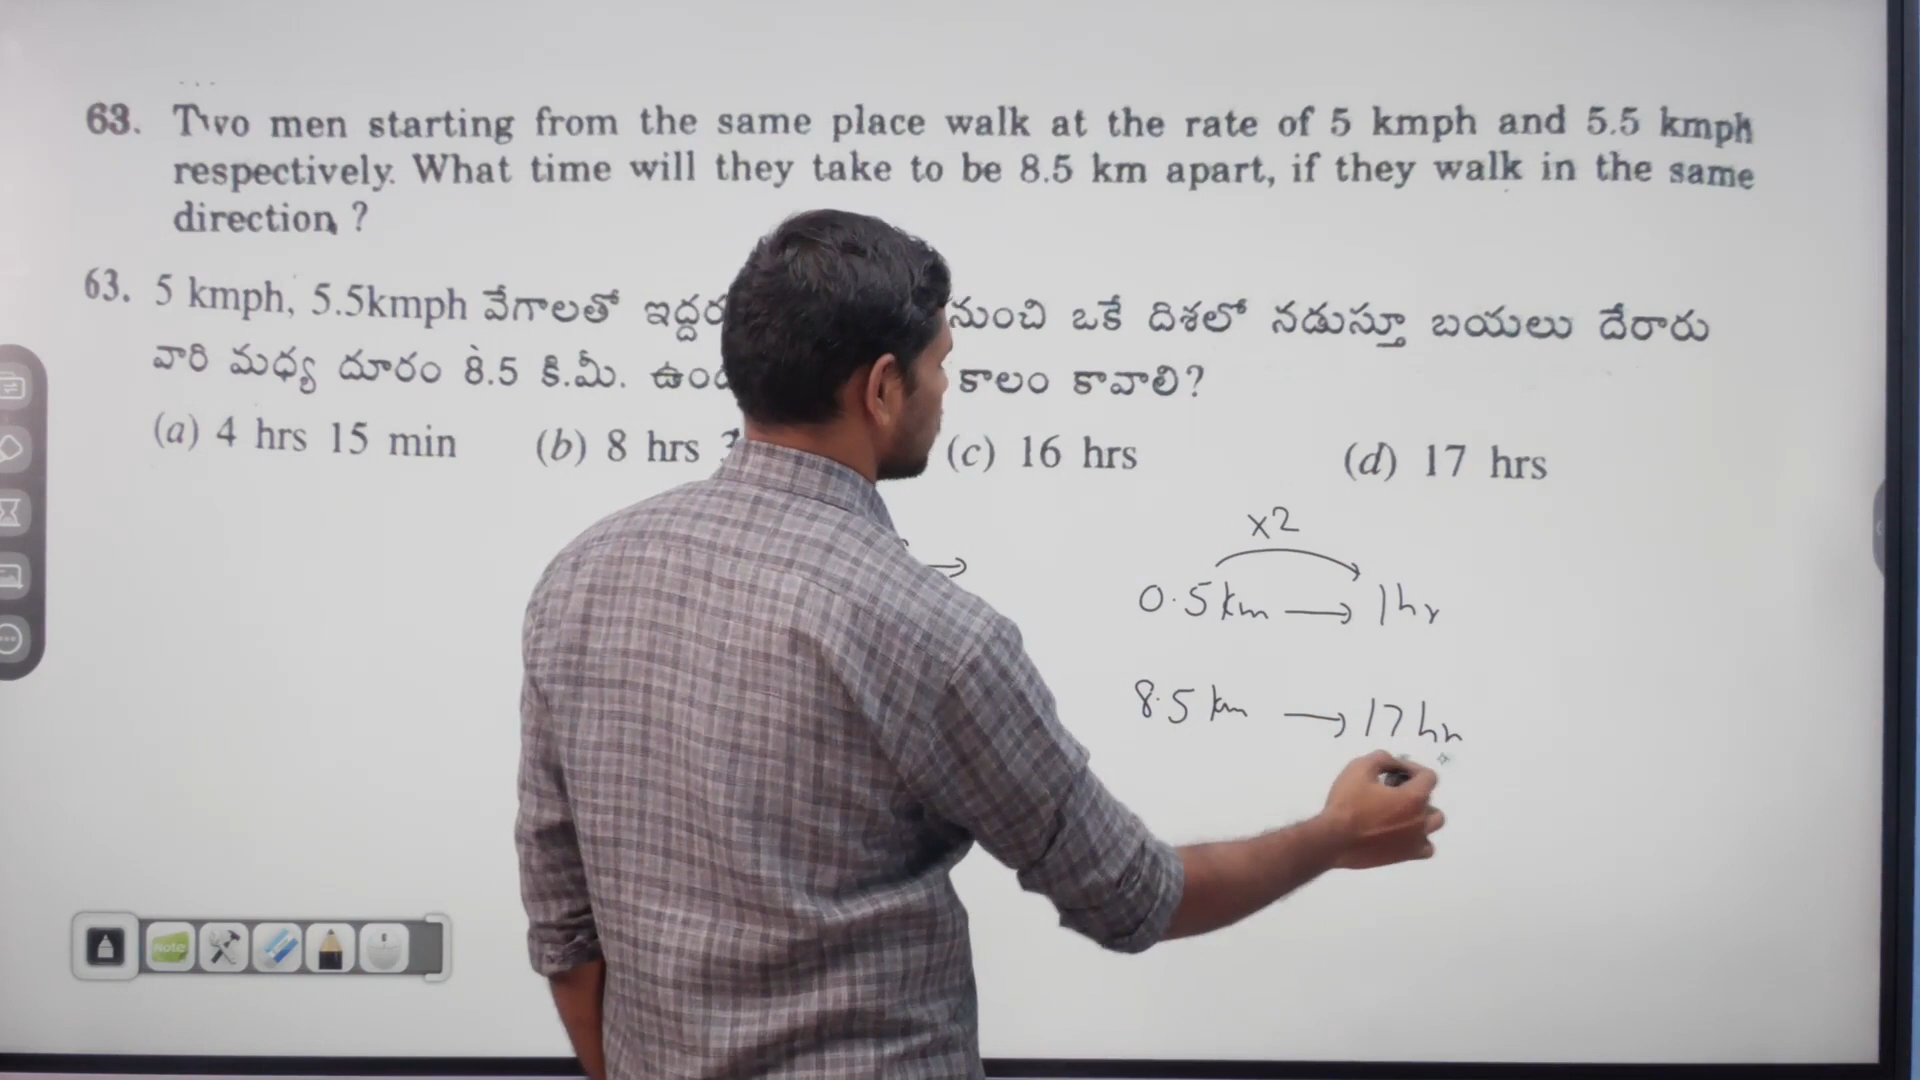 63. Two men starting from the same place walk at the rate of 5 kmph and 5.5 kmph
respectively. What time will they take to be 8.5 km apart, if they walk in the same
direction ?
63. 5 kmph, 5.5kmph వేగాలతో నుంచి ఒకే దిశలో నడుస్తూ బయలు దేరారు
వారి మధ్య దూరం 8.5 కి.మీ. కాలం కావాలి?
(a) 4 hrs 15 min (b) 8 hrs (c) 16 hrs (d) 17 hrs
x2
0.5 km → 1 hr
8.5 km → 17 hr
Note